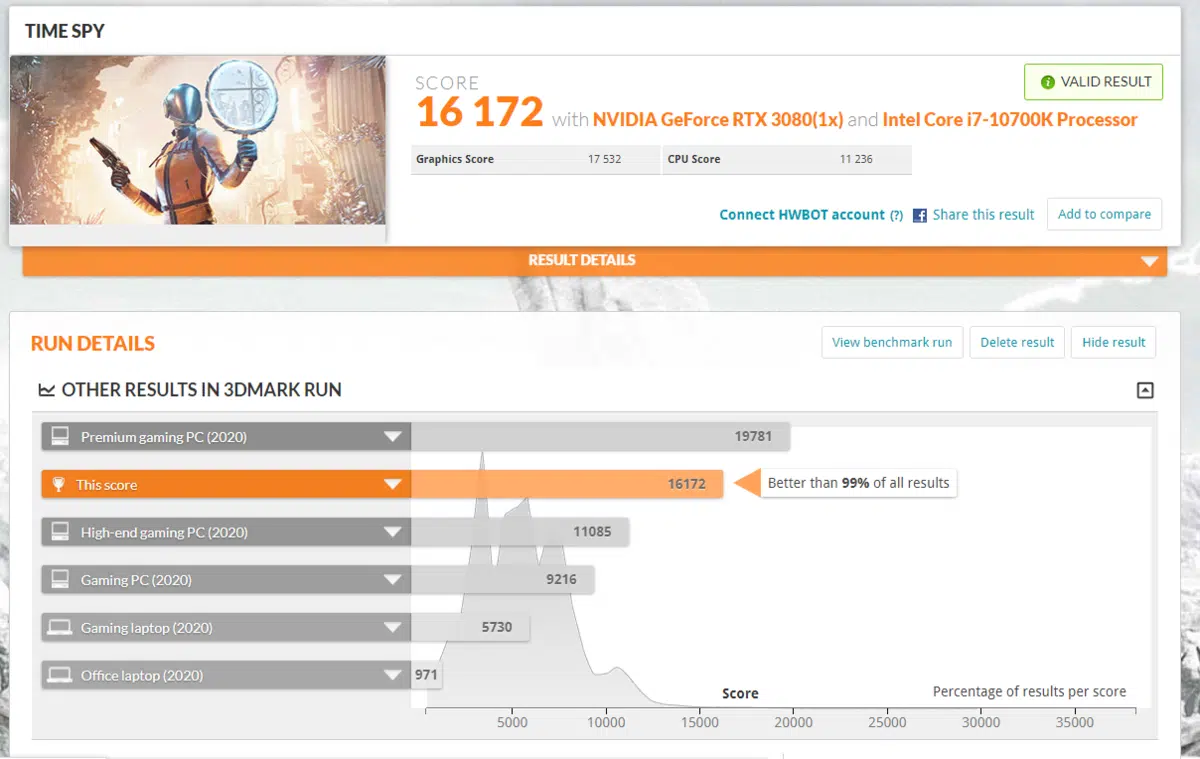 TIME SPY
SCORE
VALID RESULT
16 172 with NVIDIA GeForce RTX 3080(1x) and Intel Core i7-10700K Processor
Graphics Score 17 532 CPU Score 11 236
Connect HWBOT account (?) Share this result Add to compare
RESULT DETAILS
RUN DETAILS View benchmark run Delete result Hide result
OTHER RESULTS IN 3DMARK RUN
Premium gaming PC (2020) 19781
This score 16172 Better than 99% of all results
High-end gaming PC (2020) 11085
Gaming PC (2020) 9216
Gaming laptop (2020) 5730
Office laptop (2020) 971
Score Percentage of results per score
5000 10000 15000 20000 25000 30000 35000